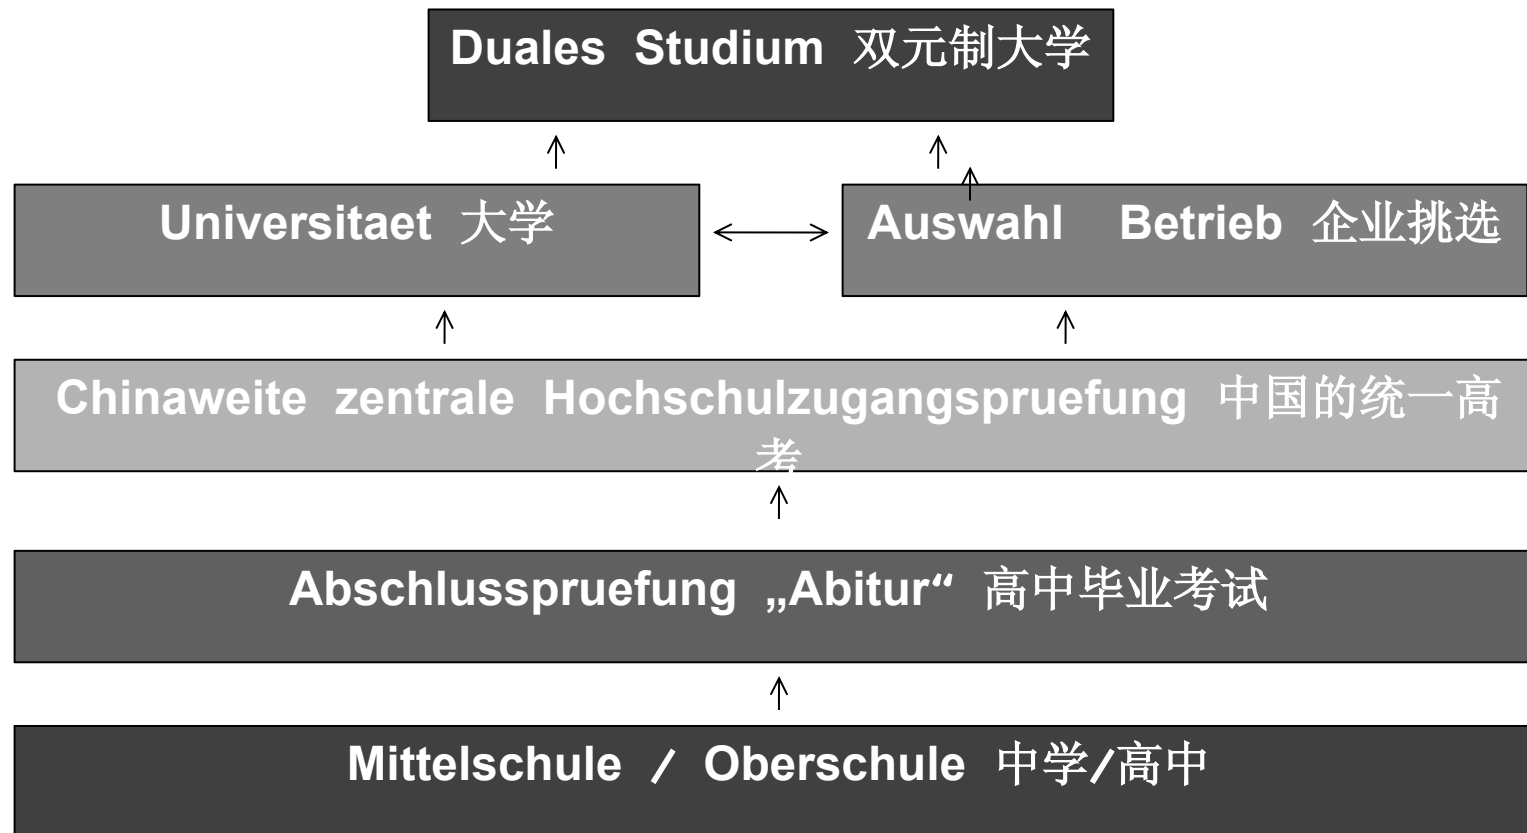 Duales Studium 双元制大学
Universitaet 大学
Auswahl Betrieb 企业挑选
Chinaweite zentrale Hochschulzugangspruefung 中国的统一高
考
Abschlusspruefung „Abitur“ 高中毕业考试
Mittelschule / Oberschule 中学/高中